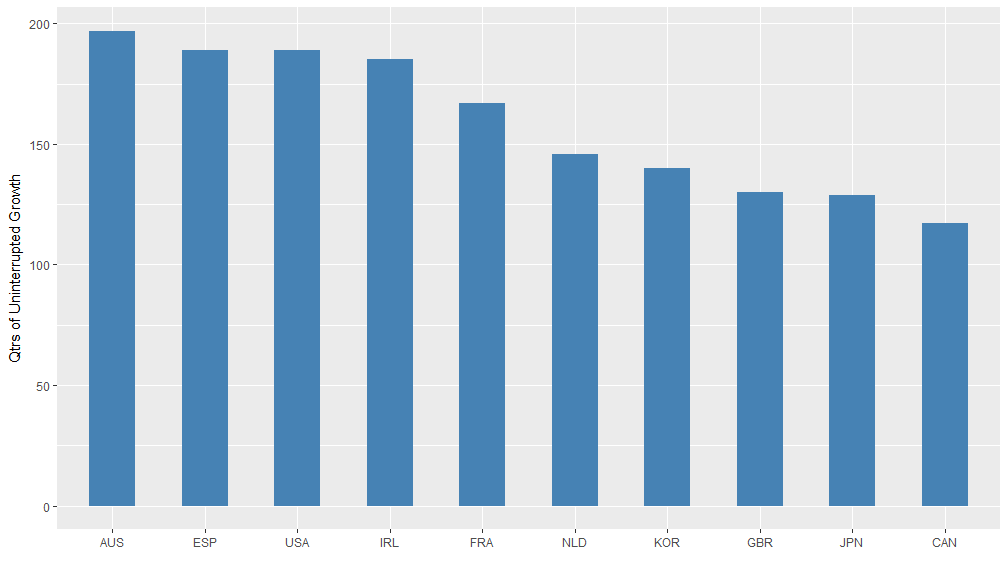 Qtrs of Uninterrupted Growth
200
150
100
50
0
AUS ESP USA IRL FRA NLD KOR GBR JPN CAN